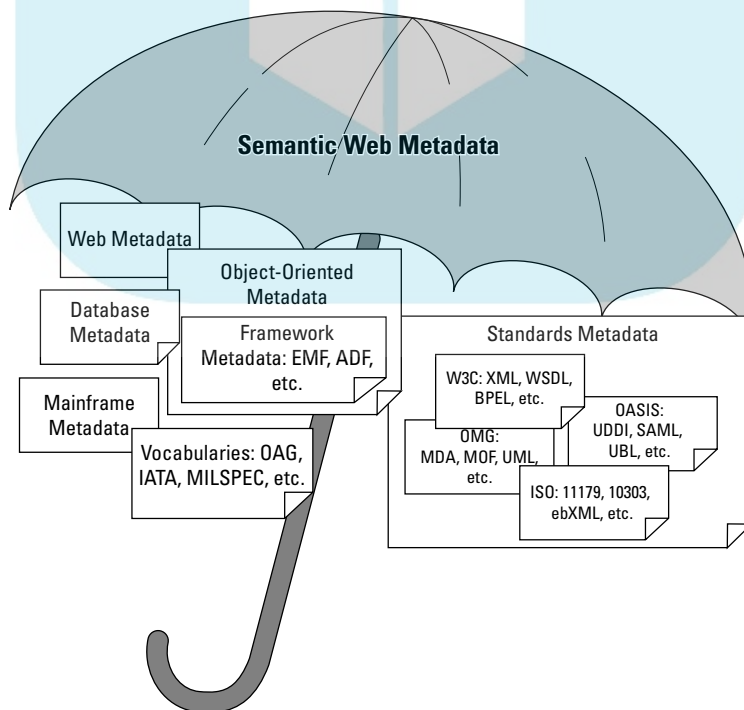 Semantic Web Metadata
Web Metadata
Object-Oriented
Metadata
Database
Metadata
Framework
Metadata: EMF, ADF,
etc.
Mainframe
Metadata
Vocabularies: OAG,
IATA, MILSPEC, etc.
Standards Metadata
W3C: XML, WSDL,
BPEL, etc.
OASIS:
UDDI, SAML,
UBL, etc.
OMG:
MDA, MOF, UML,
etc.
ISO: 11179, 10303,
ebXML, etc.